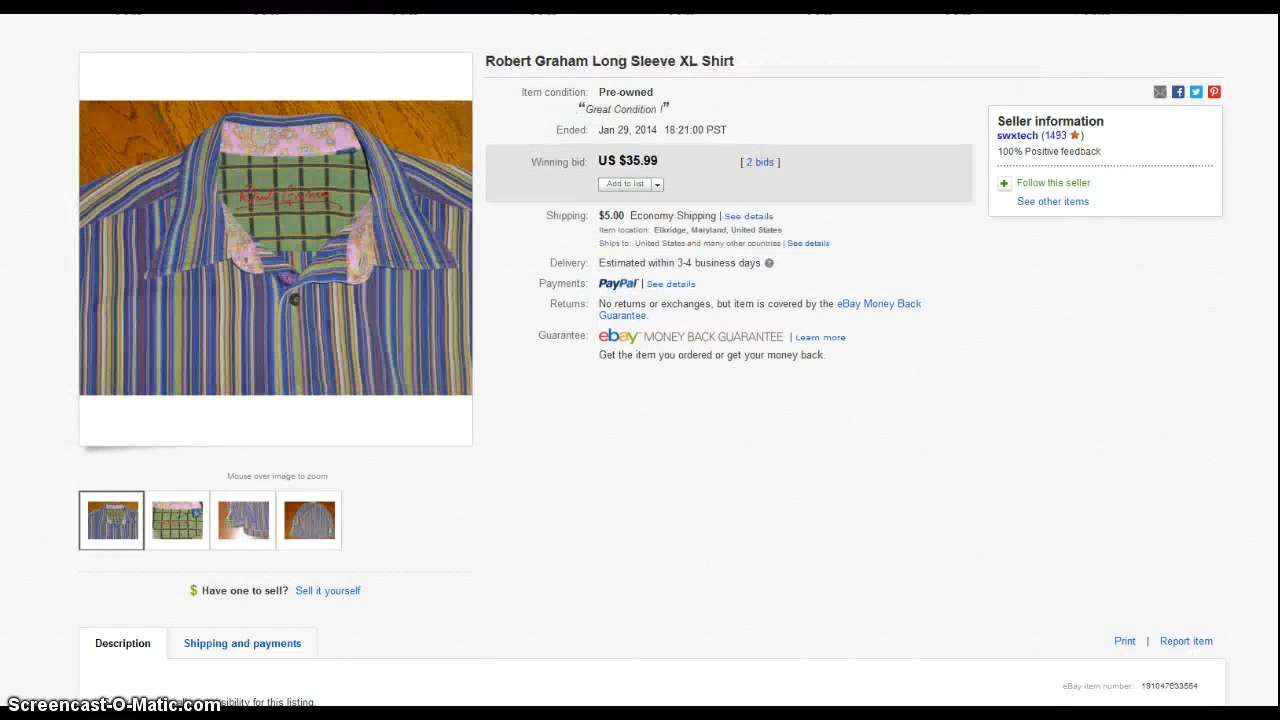 Robert Graham Long Sleeve XL Shirt
Item condition: Pre-owned
“Great Condition !”
Ended: Jan 29, 2014 18:21:00 PST
Winning bid: US $35.99 [ 2 bids ]
Add to list
Shipping: $5.00 Economy Shipping | See details
Item location: Elkridge, Maryland, United States
Ships to: United States and many other countries | See details
Delivery: Estimated within 3-4 business days
Payments: PayPal | See details
Returns: No returns or exchanges, but item is covered by the eBay Money Back
Guarantee.
Guarantee: ebay MONEY BACK GUARANTEE | Learn more
Get the item you ordered or get your money back.
Seller information
swxtech (1493 ★)
100% Positive feedback
Follow this seller
See other items
Robert Graham
Mouse over image to zoom
$ Have one to sell? Sell it yourself
Description
Shipping and payments
Print | Report item
eBay item number: 191047633554
for this listing.
Screencast-O-Matic.com